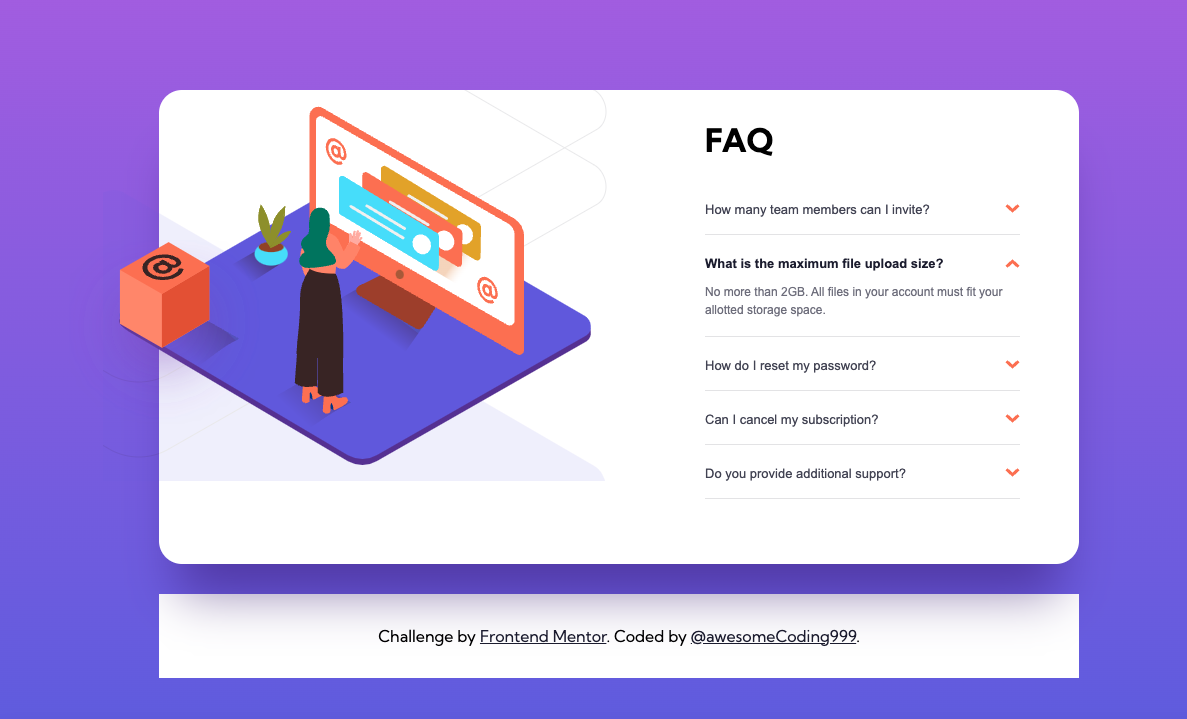 FAQ
How many team members can I invite?
What is the maximum file upload size?
No more than 2GB. All files in your account must fit your
allotted storage space.
How do I reset my password?
Can I cancel my subscription?
Do you provide additional support?
@
@
@
Challenge by Frontend Mentor. Coded by @awesomeCoding999.